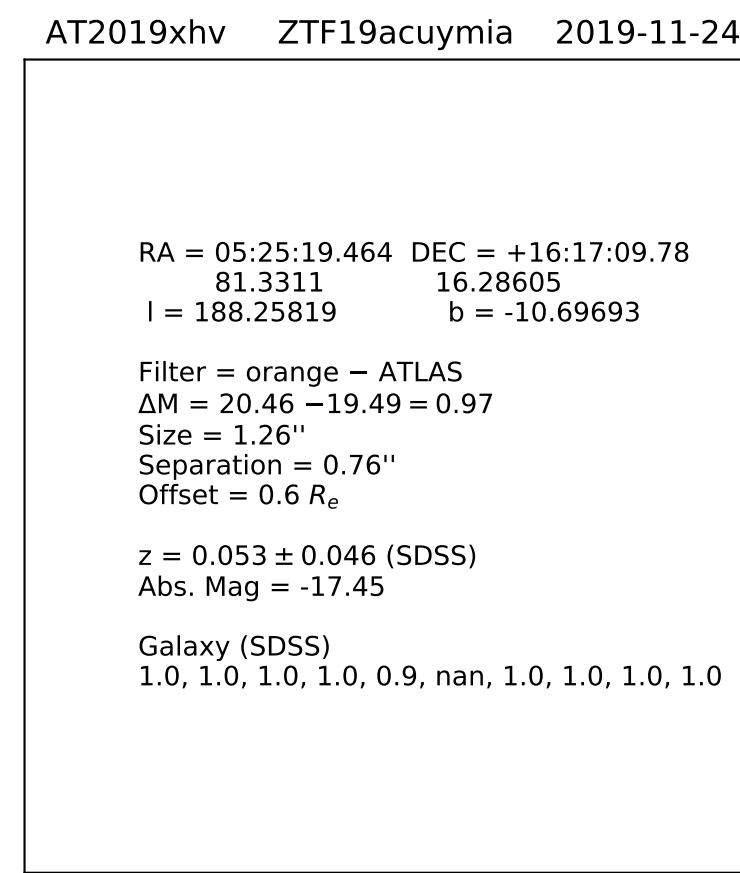 AT2019xhv ZTF19acuymia 2019-11-24
RA = 05:25:19.464 DEC = +16:17:09.78
81.3311 16.28605
l = 188.25819 b = -10.69693
Filter = orange − ATLAS
ΔM = 20.46 −19.49 = 0.97
Size = 1.26''
Separation = 0.76''
Offset = 0.6 Rₑ
z = 0.053 ± 0.046 (SDSS)
Abs. Mag = -17.45
Galaxy (SDSS)
1.0, 1.0, 1.0, 1.0, 0.9, nan, 1.0, 1.0, 1.0, 1.0